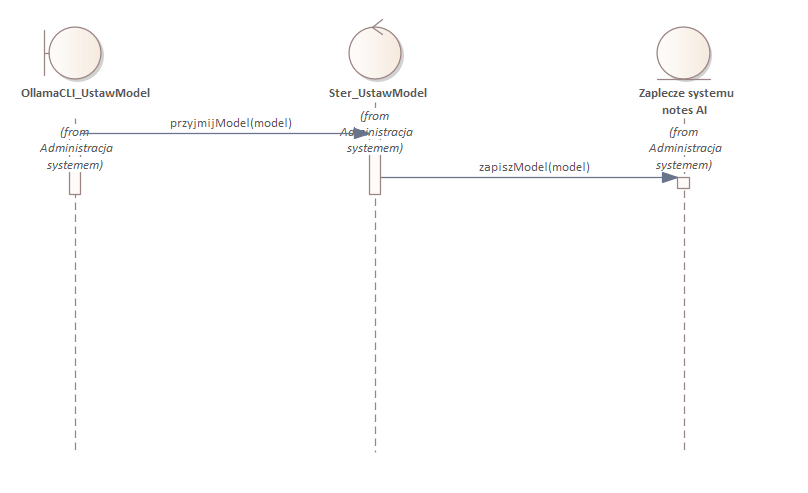 OllamaCLI_UstawModel
Ster_UstawModel
Zaplecze systemu
notes AI
(from
Administracja
systemem)
(from
Administracja
systemem)
(from
Administracja
systemem)
przyjmijModel(model)
zapiszModel(model)